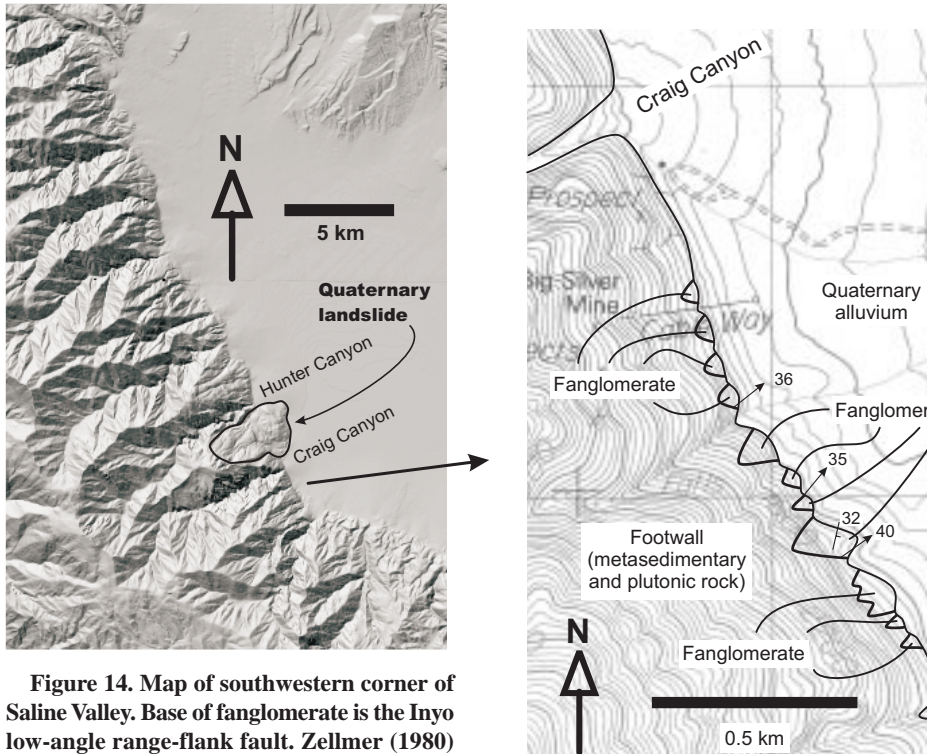 N
5 km
Quaternary
landslide
Hunter Canyon
Craig Canyon
Figure 14. Map of southwestern corner of
Saline Valley. Base of fanglomerate is the Inyo
low-angle range-flank fault. Zellmer (1980)
Craig Canyon
Prospect
Big Silver
Mine
Quaternary
alluvium
Fanglomerate
36
Fanglomer
35
32
40
Footwall
(metasedimentary
and plutonic rock)
N
Fanglomerate
0.5 km